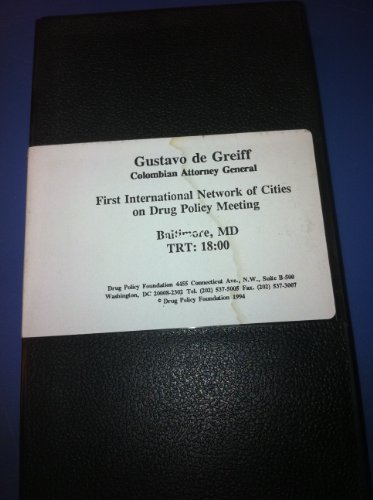 Gustavo de Greiff
Colombian Attorney General
First International Network of Cities
on Drug Policy Meeting
Baltimore, MD
TRT: 18:00
Drug Policy Foundation 4455 Connecticut Ave., N.W., Suite B-500
Washington, DC 20008-2302 Tel. (202) 537-5005 Fax. (202) 537-3007
© Drug Policy Foundation 1994